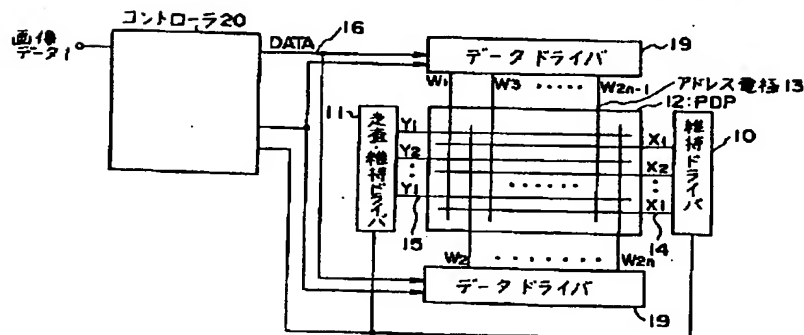 コントローラ20
画像
データ1
DATA
16
データドライバ
19
W1 W3 ..... W2n-1
アドレス電極13
12:PDP
11
走査・維持ドライバ
Y1
Y2
Y1
15
X1
X2
X1
14
維持ドライバ
10
W2 ....... W2n
データドライバ
19